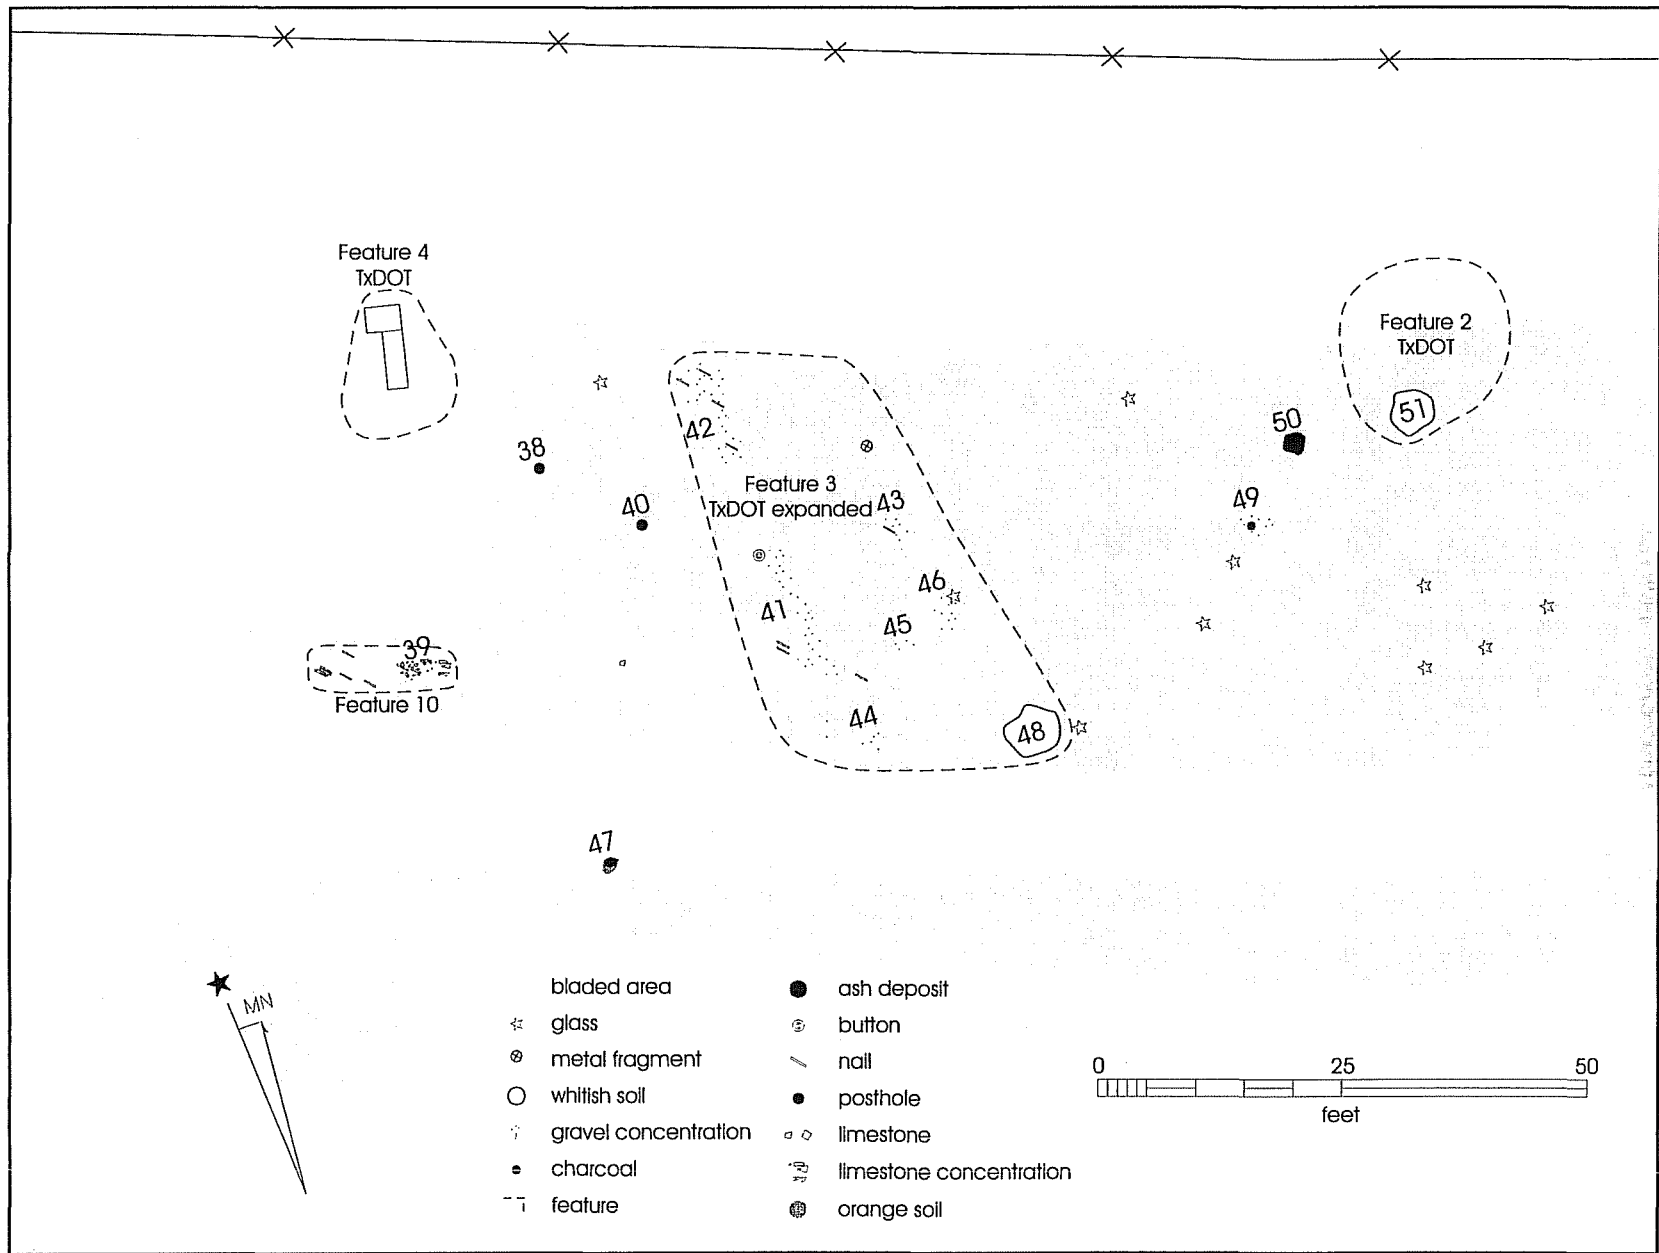 Feature 4
TxDOT
Feature 2
TxDOT
51
50
42
38
Feature 3
TxDOT expanded
43
49
40
46
41
45
39
Feature 10
44
48
47
MN
bladed area
glass
metal fragment
whitish soil
gravel concentration
charcoal
feature
ash deposit
button
nail
posthole
limestone
limestone concentration
orange soil
0 25 50
feet